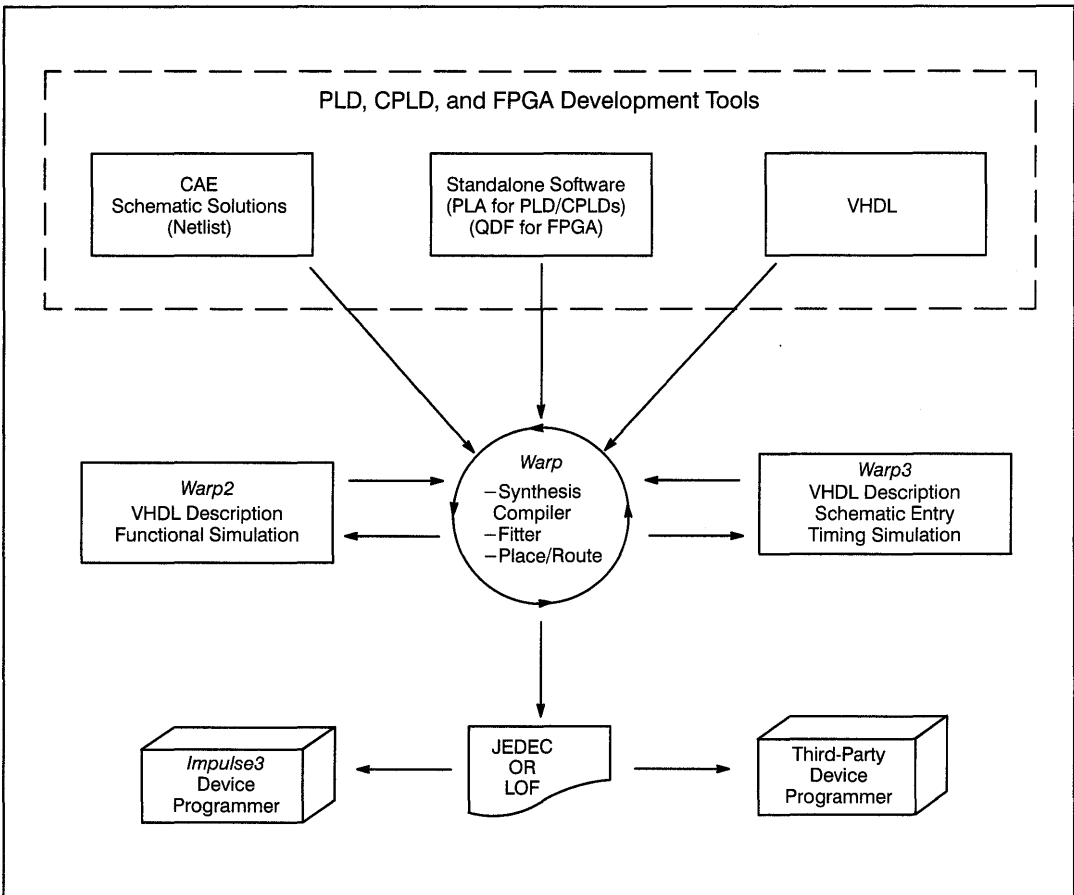 PLD, CPLD, and FPGA Development Tools
CAE
Schematic Solutions
(Netlist)
Standalone Software
(PLA for PLD/CPLDs)
(QDF for FPGA)
VHDL
Warp2
VHDL Description
Functional Simulation
Warp
–Synthesis
Compiler
–Fitter
–Place/Route
Warp3
VHDL Description
Schematic Entry
Timing Simulation
Impulse3
Device
Programmer
JEDEC
OR
LOF
Third-Party
Device
Programmer